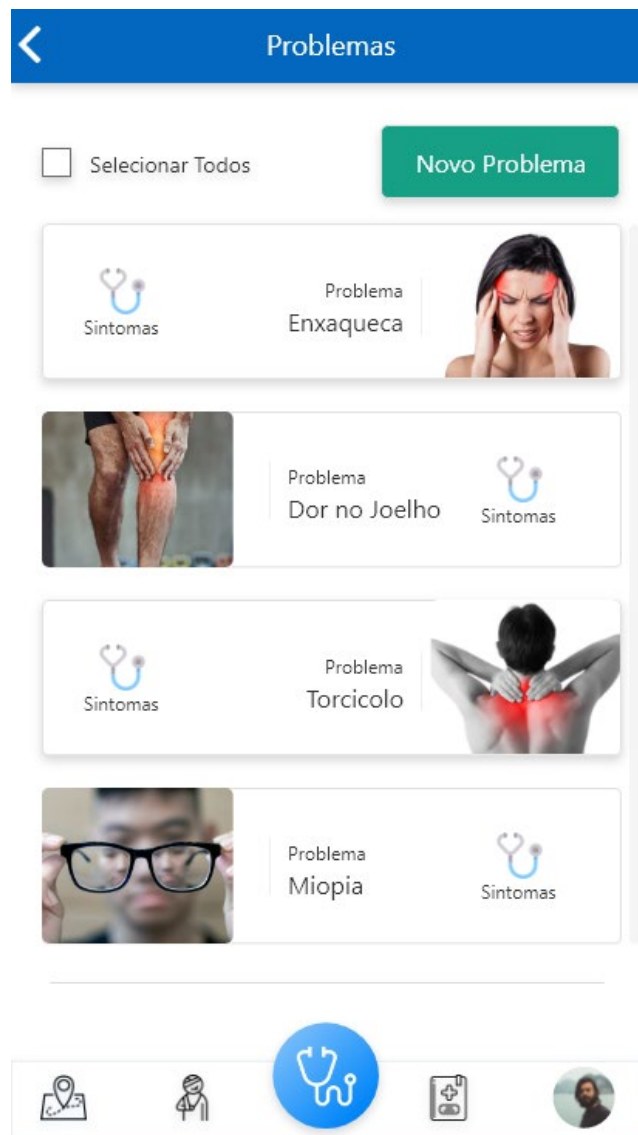 Problemas
Selecionar Todos
Novo Problema
Sintomas
Problema
Enxaqueca
Problema
Dor no Joelho
Sintomas
Sintomas
Problema
Torcicolo
Problema
Miopia
Sintomas